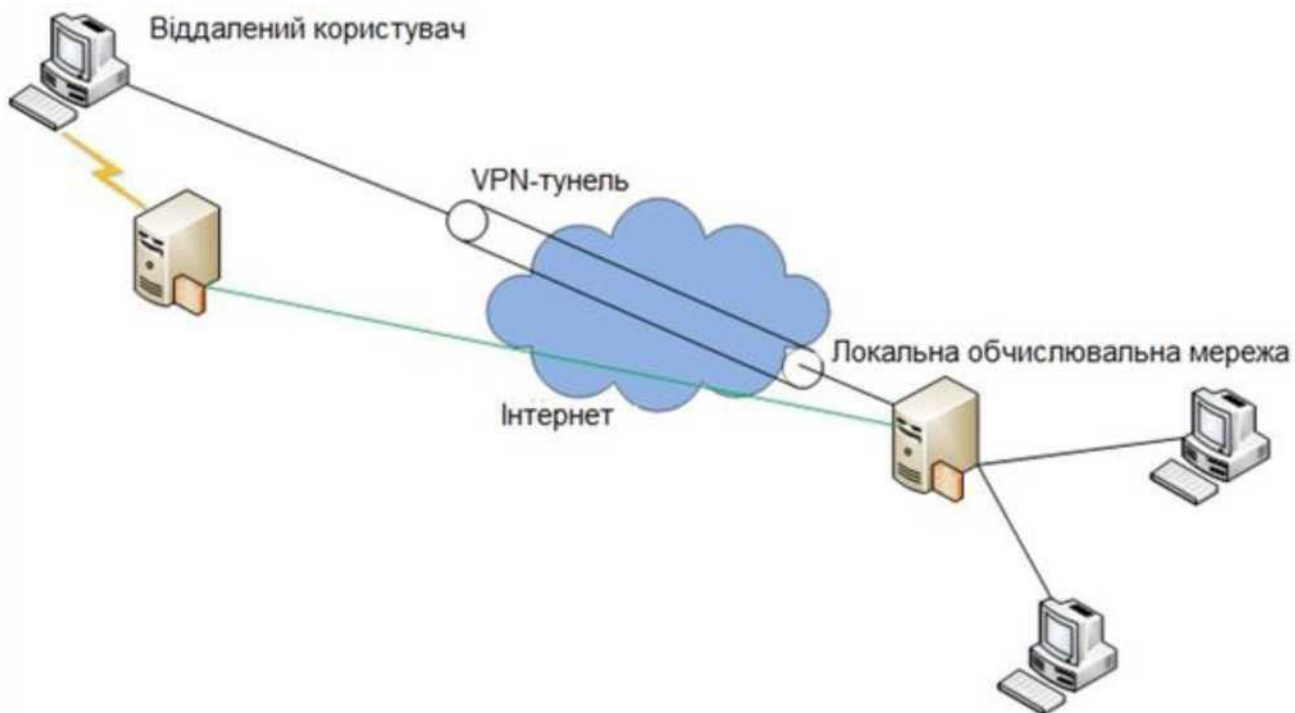 Віддалений користувач
VPN-тунель
Локальна обчислювальна мережа
Інтернет